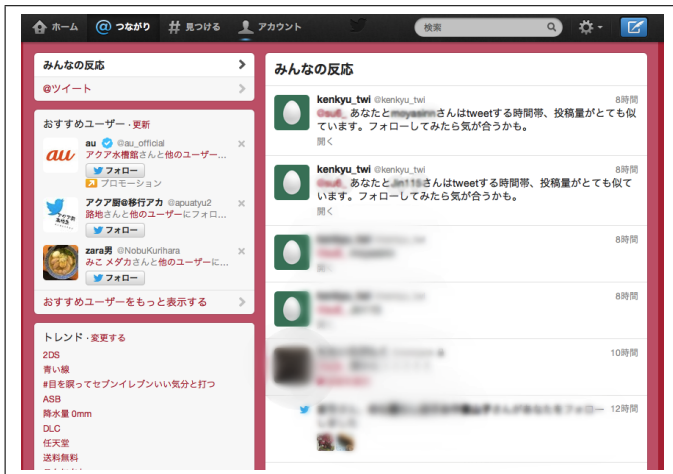 ホーム @ つながり # 見つける アカウント 検索
みんなの反応
@ツイート
おすすめユーザー · 更新
au @au_official
アクア水槽館さんと他のユーザー...
フォロー
プロモーション
アクア厨@移行アカ @apuatyu2
路地さんと他のユーザーにフォロ...
フォロー
zara男 @NobuKurihara
みこ メダカさんと他のユーザーに...
フォロー
おすすめユーザーをもっと表示する
トレンド · 変更する
2DS
青い線
#目を瞑ってセブンイレブンいい気分と打つ
ASB
降水量 0mm
DLC
任天堂
送料無料
みんなの反応
kenkyu_twi @kenkyu_twi 8時間
あなたとさんはtweetする時間帯、投稿量がとても似
ています。フォローしてみたら気が合うかも。
開く
kenkyu_twi @kenkyu_twi 8時間
あなたとさんはtweetする時間帯、投稿量がとても似て
います。フォローしてみたら気が合うかも。
開く
8時間
8時間
10時間
12時間